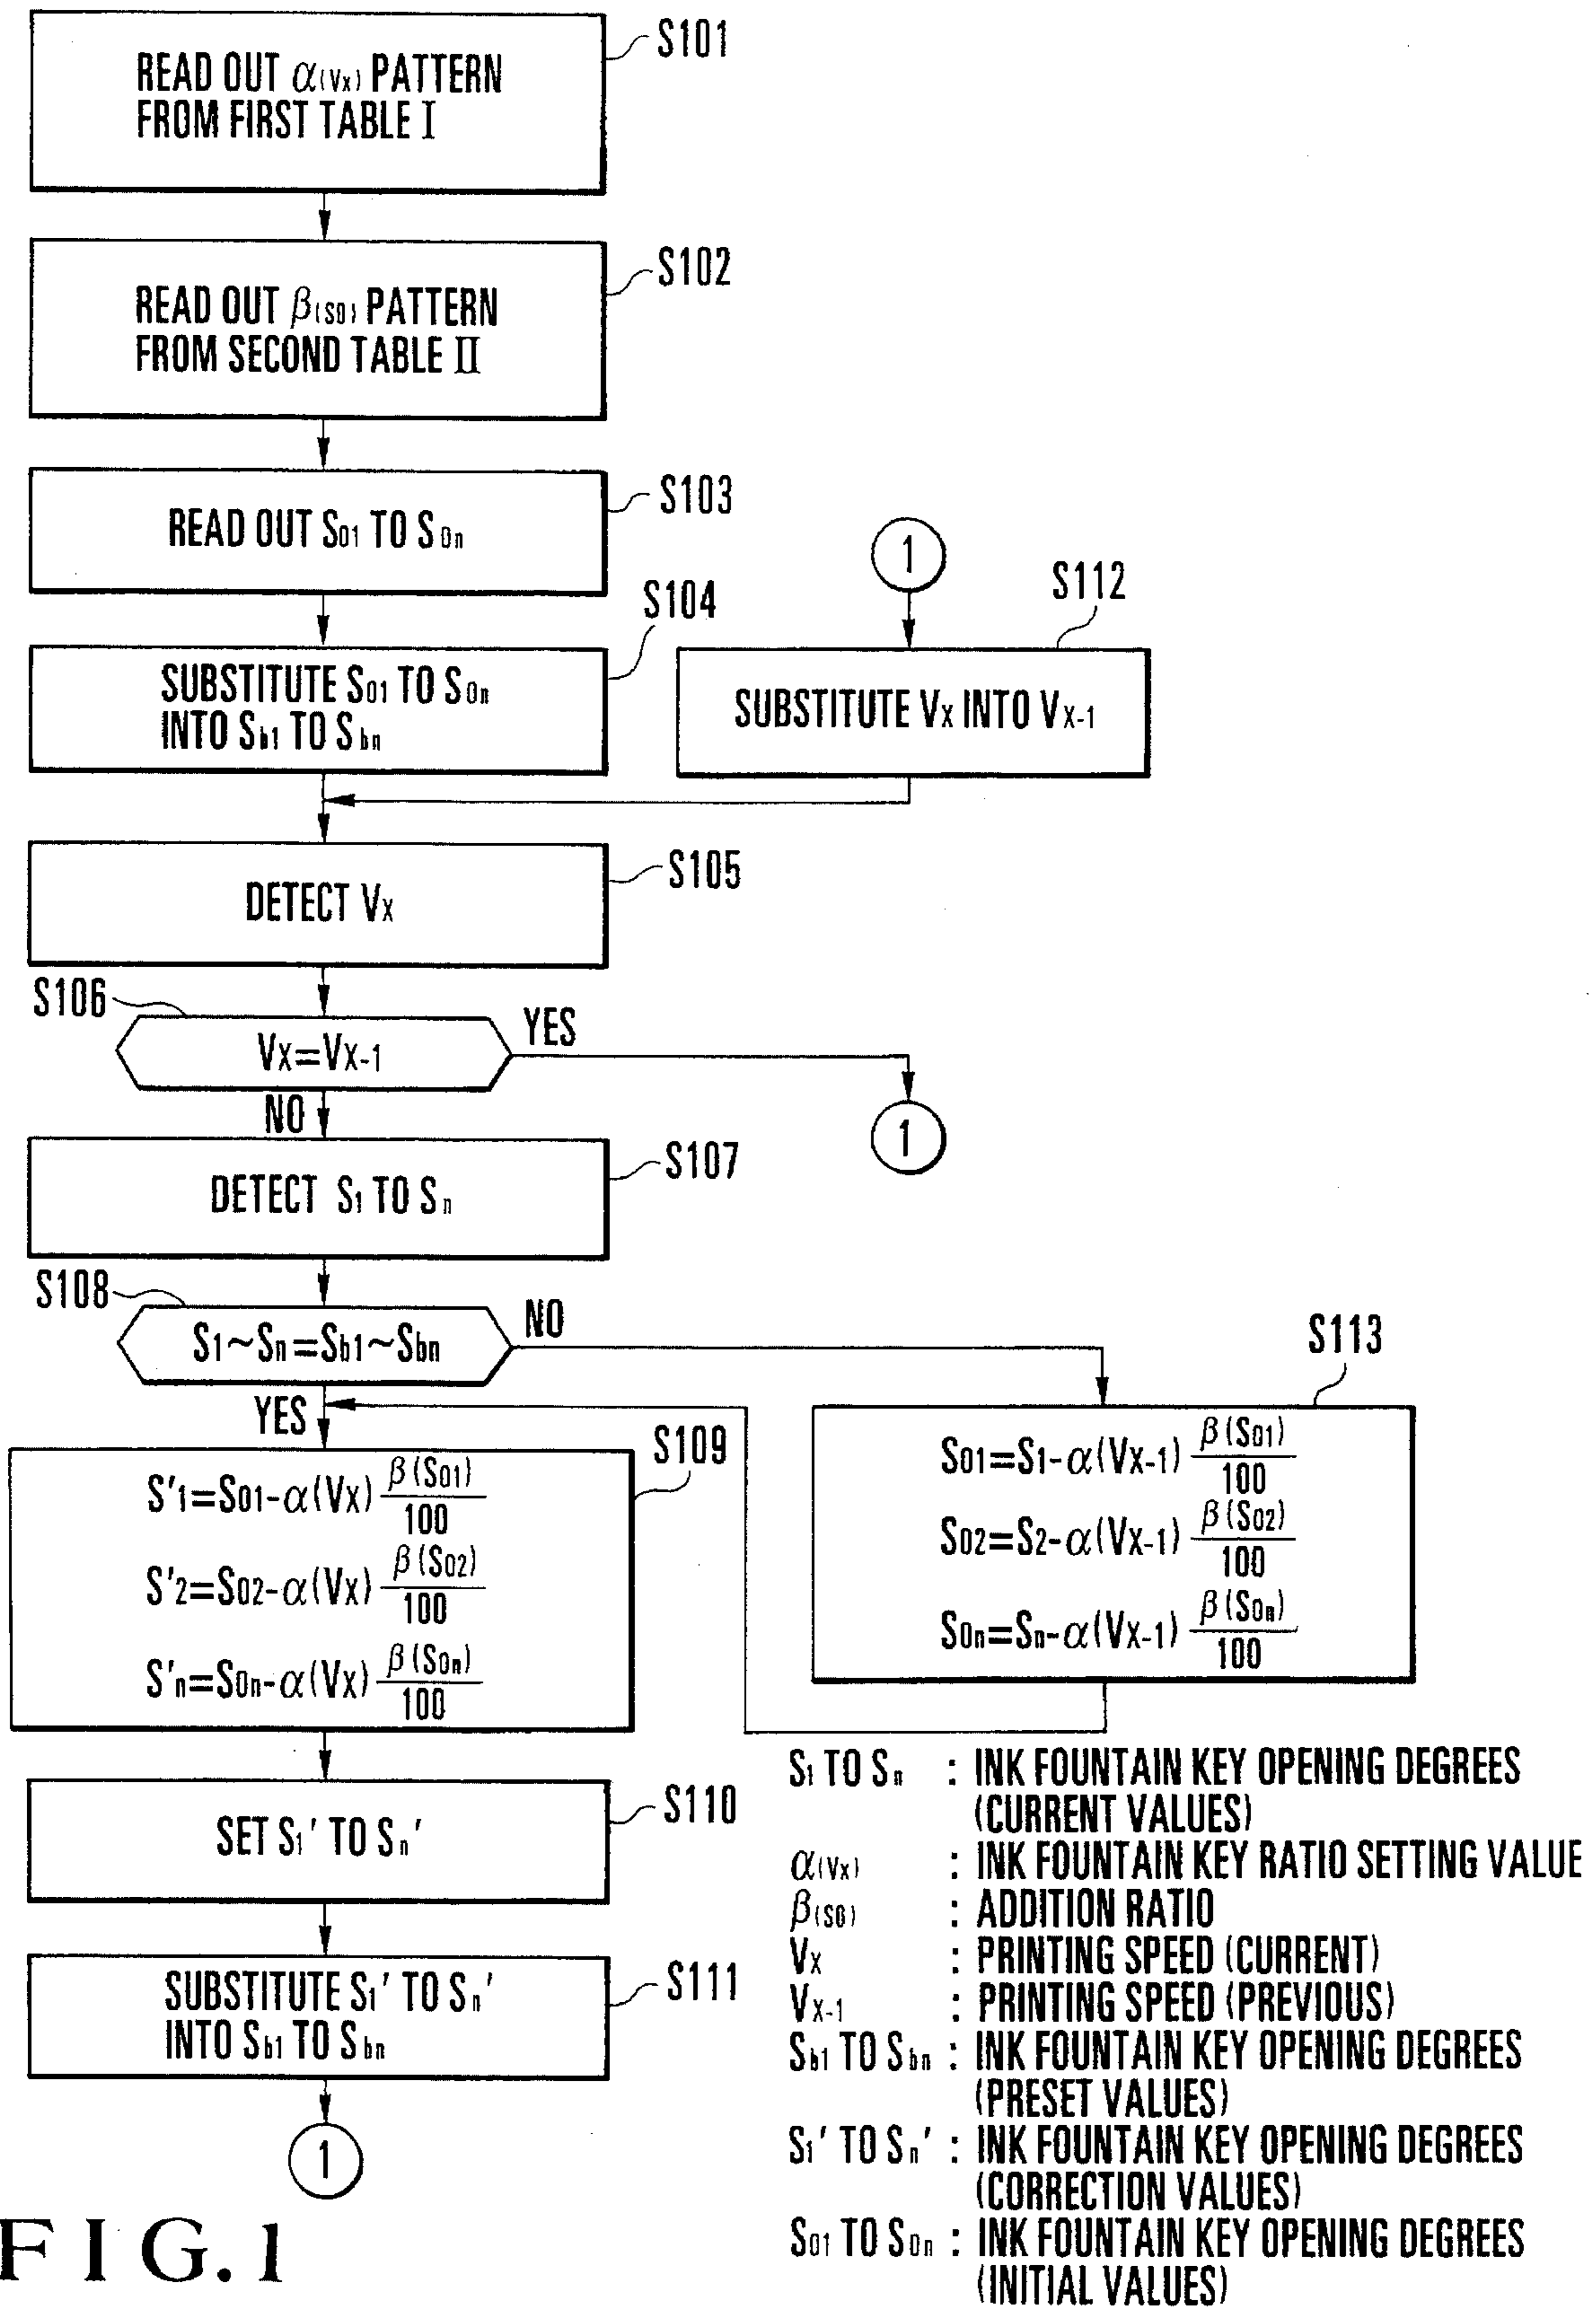 S101
READ OUT α(Vx) PATTERN
FROM FIRST TABLE I
S102
READ OUT β(S0) PATTERN
FROM SECOND TABLE II
S103
READ OUT S01 TO S0n
S104
SUBSTITUTE S01 TO S0n
INTO Sb1 TO Sbn
1
S112
SUBSTITUTE VX INTO VX-1
S105
DETECT VX
S106
VX=VX-1
YES
1
NO
S107
DETECT S1 TO Sn
S108
S1~Sn=Sb1~Sbn
NO
YES
S109
S'1=S01-α(VX) β(S01)/100
S'2=S02-α(VX) β(S02)/100
S'n=S0n-α(VX) β(S0n)/100
S113
S01=S1-α(VX-1) β(S01)/100
S02=S2-α(VX-1) β(S02)/100
S0n=Sn-α(VX-1) β(S0n)/100
S110
SET S1' TO Sn'
S111
SUBSTITUTE S1' TO Sn'
INTO Sb1 TO Sbn
1
S1 TO Sn : INK FOUNTAIN KEY OPENING DEGREES
(CURRENT VALUES)
α(Vx) : INK FOUNTAIN KEY RATIO SETTING VALUE
β(S0) : ADDITION RATIO
VX : PRINTING SPEED (CURRENT)
VX-1 : PRINTING SPEED (PREVIOUS)
Sb1 TO Sbn : INK FOUNTAIN KEY OPENING DEGREES
(PRESET VALUES)
S1' TO Sn' : INK FOUNTAIN KEY OPENING DEGREES
(CORRECTION VALUES)
S01 TO S0n : INK FOUNTAIN KEY OPENING DEGREES
(INITIAL VALUES)
FIG.1